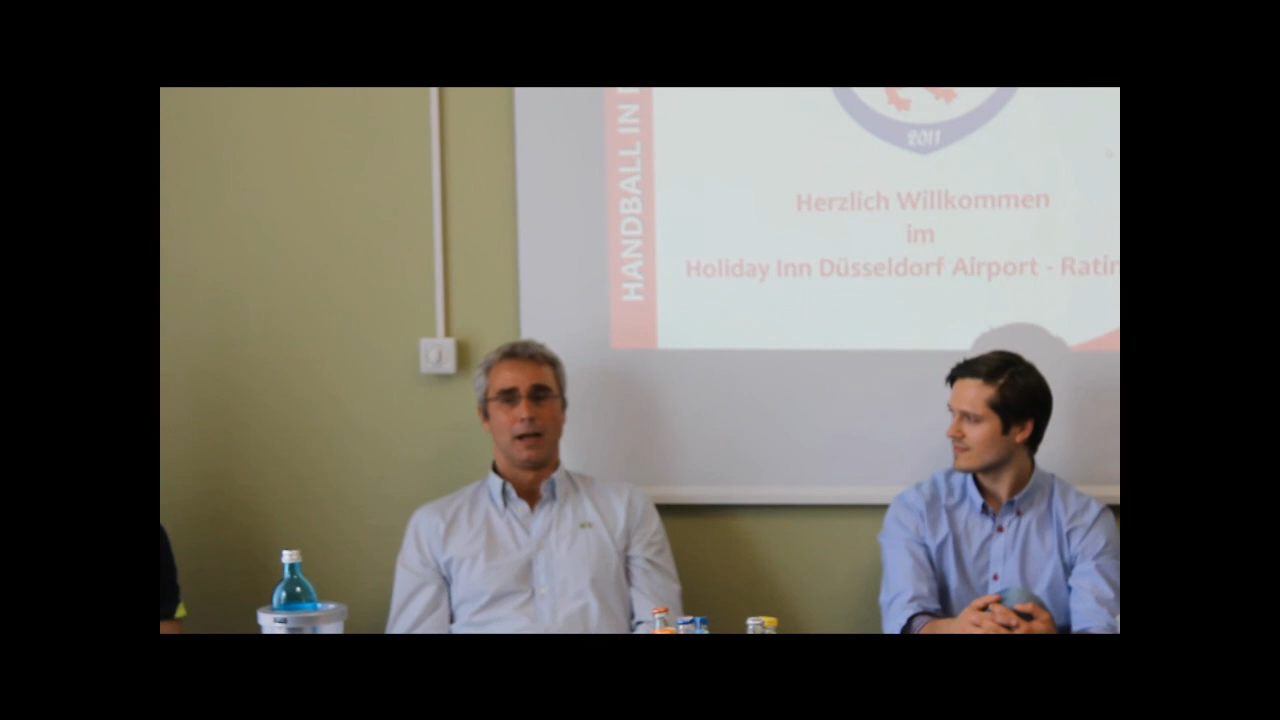 2011
HANDBALL IN
Herzlich Willkommen
im
Holiday Inn Düsseldorf Airport - Ratin